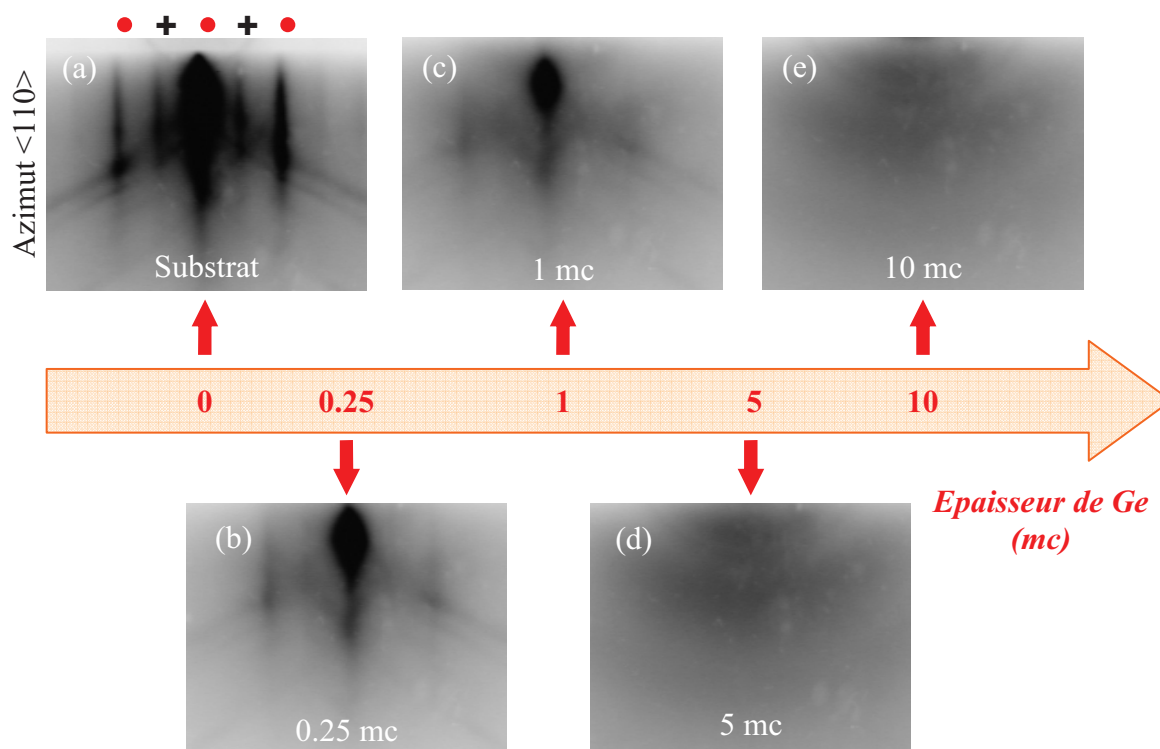 Azimut <110>
(a)
Substrat
(c)
1 mc
(e)
10 mc
0 0.25 1 5 10
Epaisseur de Ge
(mc)
(b)
0.25 mc
(d)
5 mc